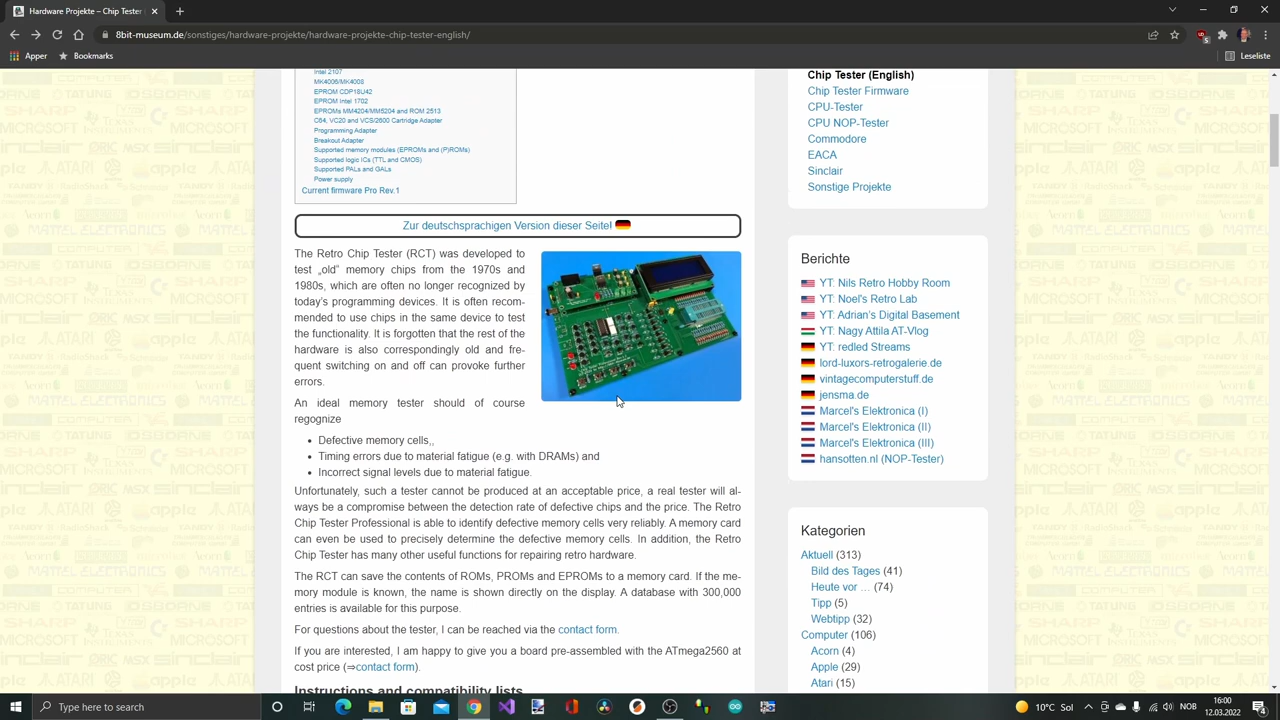 Hardware - Chip Tester (English)
8bit-museum.de/sonstiges/hardware-projekte/hardware-projekte-chip-tester-english/
Apper
Bookmarks
Leseliste
Intel 2107
MK4006/MK4008
EPROM CDP18U42
EPROM Intel 1702
EPROMs MM4204/MM5204 and ROM 2513
C64, VC20 and VCS/2600 Cartridge Adapter
Programming Adapter
Breakout Adapter
Supported memory modules (EPROMs and (P)ROMs)
Supported logic ICs (TTL and CMOS)
Supported PALs and GALs
Power supply
Current firmware Pro Rev.1
Zur deutschsprachigen Version dieser Seite!
The Retro Chip Tester (RCT) was developed to
test „old“ memory chips from the 1970s and
1980s, which are often no longer recognized by
today’s programming devices. It is often recom-
mended to use chips in the same device to test
the functionality. It is forgotten that the rest of the
hardware is also correspondingly old and fre-
quent switching on and off can provoke further
errors.
An ideal memory tester should of course
regognize
• Defective memory cells,,
• Timing errors due to material fatigue (e.g. with DRAMs) and
• Incorrect signal levels due to material fatigue.
Unfortunately, such a tester cannot be produced at an acceptable price, a real tester will al-
ways be a compromise between the detection rate of defective chips and the price. The Retro
Chip Tester Professional is able to identify defective memory cells very reliably. A memory card
can even be used to precisely determine the defective memory cells. In addition, the Retro
Chip Tester has many other useful functions for repairing retro hardware.
The RCT can save the contents of ROMs, PROMs and EPROMs to a memory card. If the me-
mory module is known, the name is shown directly on the display. A database with 300,000
entries is available for this purpose.
For questions about the tester, I can be reached via the contact form.
If you are interested, I am happy to give you a board pre-assembled with the ATmega2560 at
cost price (⇒contact form).
Instructions and compatibility lists
Chip Tester (English)
Chip Tester Firmware
CPU-Tester
CPU NOP-Tester
Commodore
EACA
Sinclair
Sonstige Projekte
Berichte
YT: Nils Retro Hobby Room
YT: Noel's Retro Lab
YT: Adrian's Digital Basement
YT: Nagy Attila AT-Vlog
YT: redled Streams
lord-luxors-retrogalerie.de
vintagecomputerstuff.de
jensma.de
Marcel's Elektronica (I)
Marcel's Elektronica (II)
Marcel's Elektronica (III)
hansotten.nl (NOP-Tester)
Kategorien
Aktuell (313)
Bild des Tages (41)
Heute vor … (74)
Tipp (5)
Webtipp (32)
Computer (106)
Acorn (4)
Apple (29)
Atari (15)
Type here to search
10°C Sol
NOB
16:00
12.03.2022